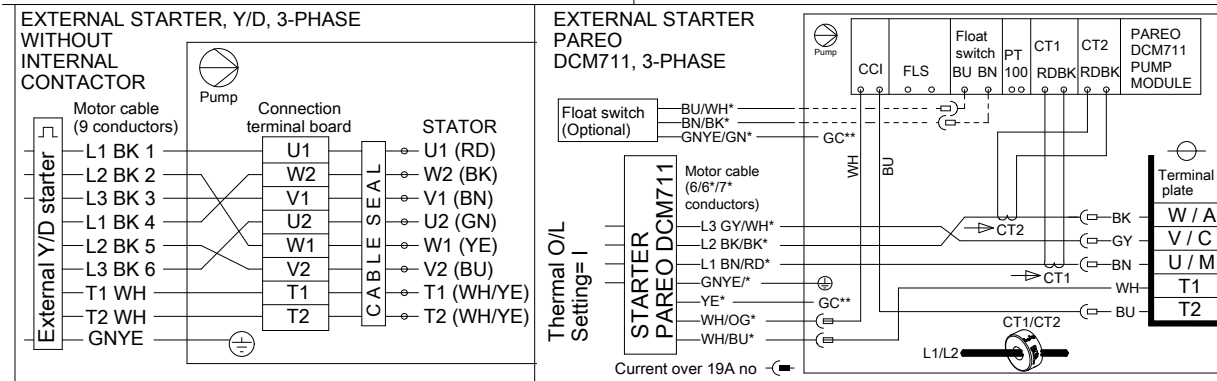 EXTERNAL STARTER, Y/D, 3-PHASE
WITHOUT
INTERNAL
CONTACTOR
Pump
Motor cable
(9 conductors)
Connection
terminal board
STATOR
External Y/D starter
L1 BK 1
L2 BK 2
L3 BK 3
L1 BK 4
L2 BK 5
L3 BK 6
T1 WH
T2 WH
GNYE
U1
W2
V1
U2
W1
V2
T1
T2
CABLE SEAL
U1 (RD)
W2 (BK)
V1 (BN)
U2 (GN)
W1 (YE)
V2 (BU)
T1 (WH/YE)
T2 (WH/YE)
EXTERNAL STARTER
PAREO
DCM711, 3-PHASE
Pump
CCI
FLS
Float
switch
BU BN
PT
100
CT1
RDBK
CT2
RDBK
PAREO
DCM711
PUMP
MODULE
Float switch
(Optional)
BU/WH*
BN/BK*
GNYE/GN*
GC**
WH
BU
Thermal O/L
Setting= I
STARTER
PAREO DCM711
Motor cable
(6/6*/7*
conductors)
L3 GY/WH*
L2 BK/BK*
L1 BN/RD*
GNYE/*
YE*
GC**
WH/OG*
WH/BU*
CT2
CT1
BK
GY
BN
WH
BU
Terminal
plate
W / A
V / C
U / M
T1
T2
CT1/CT2
L1/L2
Current over 19A no